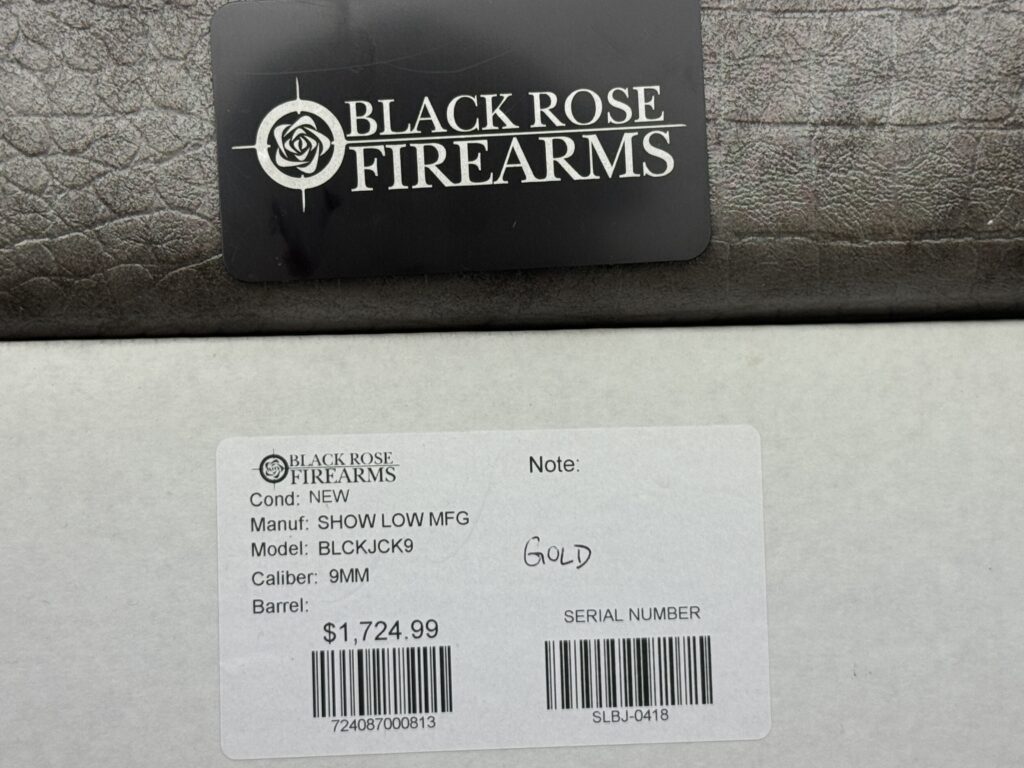 BLACK ROSE
FIREARMS
BLACK ROSE
FIREARMS
Cond: NEW
Manuf: SHOW LOW MFG
Model: BLCKJCK9
Caliber: 9MM
Barrel:
$1,724.99
724087000813
Note:
GOLD
SERIAL NUMBER
SLBJ-0418